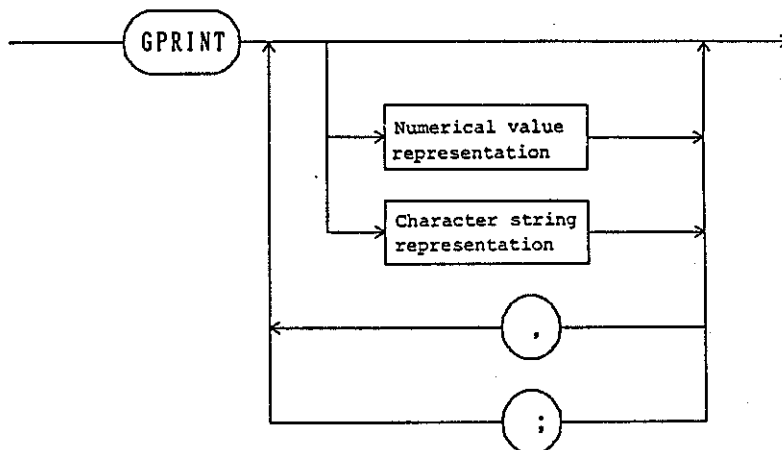 GPRINT
Numerical value
representation
Character string
representation
,
;